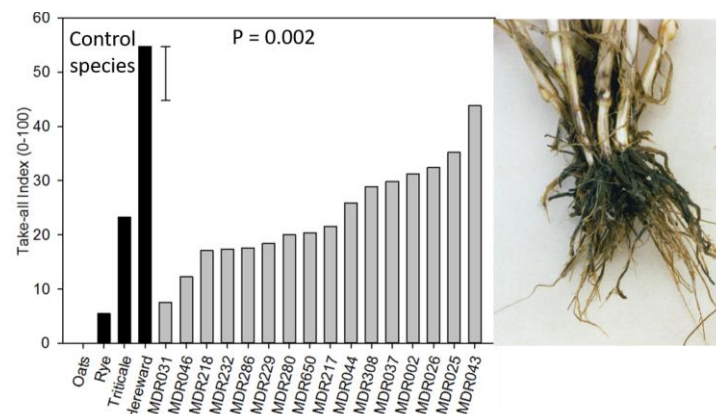 60
Control
species
P = 0.002
50
40
30
20
10
0
Take-all Index (0-100)
Oats
Rye
Triticale
Hereward
MDR031
MDR046
MDR218
MDR232
MDR286
MDR229
MDR280
MDR650
MDR217
MDR044
MDR308
MDR037
MDR002
MDR026
MDR025
MDR043